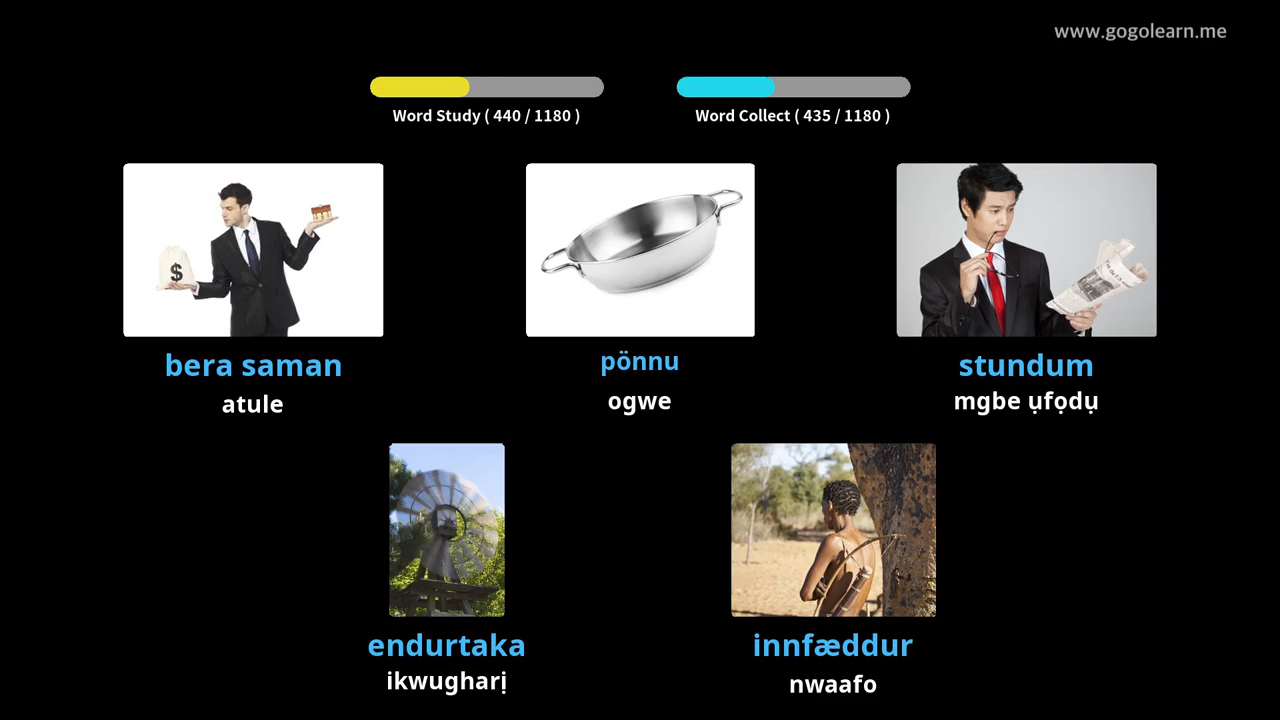 www.gogolearn.me
Word Study ( 440 / 1180 )
Word Collect ( 435 / 1180 )
bera saman
atule
pönnu
ogwe
stundum
mgbe ụfọdụ
endurtaka
ikwugharị
innfæddur
nwaafo
$